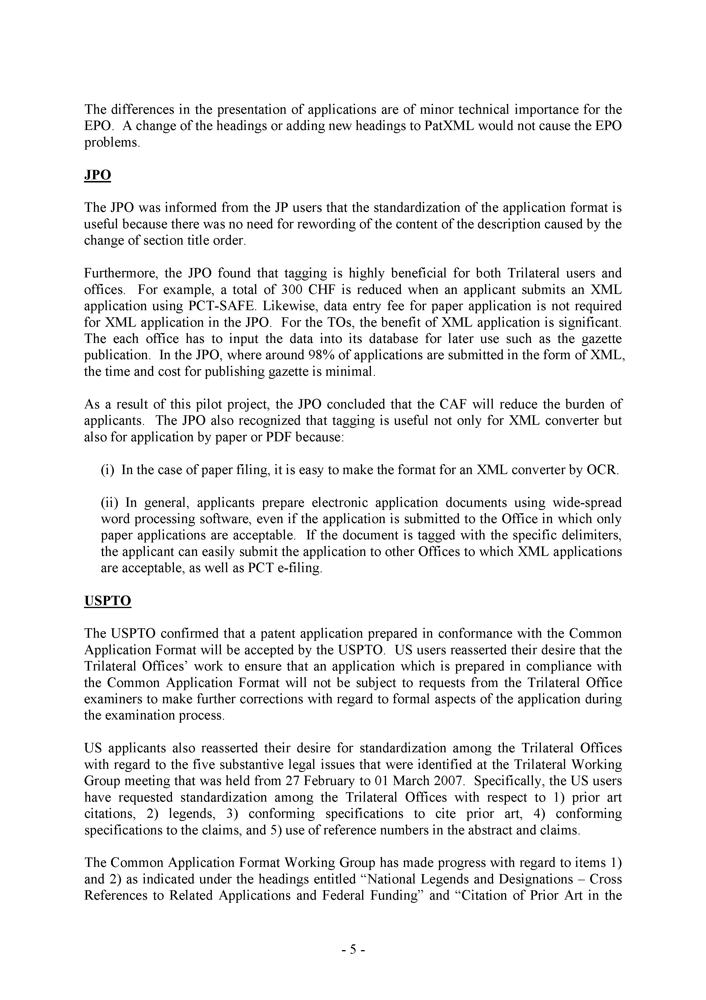 The differences in the presentation of applications are of minor technical importance for the
EPO.  A change of the headings or adding new headings to PatXML would not cause the EPO
problems.
JPO
The JPO was informed from the JP users that the standardization of the application format is
useful because there was no need for rewording of the content of the description caused by the
change of section title order.
Furthermore, the JPO found that tagging is highly beneficial for both Trilateral users and
offices.  For example, a total of 300 CHF is reduced when an applicant submits an XML
application using PCT-SAFE. Likewise, data entry fee for paper application is not required
for XML application in the JPO.  For the TOs, the benefit of XML application is significant.
The each office has to input the data into its database for later use such as the gazette
publication.  In the JPO, where around 98% of applications are submitted in the form of XML,
the time and cost for publishing gazette is minimal.
As a result of this pilot project, the JPO concluded that the CAF will reduce the burden of
applicants.  The JPO also recognized that tagging is useful not only for XML converter but
also for application by paper or PDF because:
(i)  In the case of paper filing, it is easy to make the format for an XML converter by OCR.
(ii) In general, applicants prepare electronic application documents using wide-spread
word processing software, even if the application is submitted to the Office in which only
paper applications are acceptable.  If the document is tagged with the specific delimiters,
the applicant can easily submit the application to other Offices to which XML applications
are acceptable, as well as PCT e-filing.
USPTO
The USPTO confirmed that a patent application prepared in conformance with the Common
Application Format will be accepted by the USPTO.  US users reasserted their desire that the
Trilateral Offices’ work to ensure that an application which is prepared in compliance with
the Common Application Format will not be subject to requests from the Trilateral Office
examiners to make further corrections with regard to formal aspects of the application during
the examination process.
US applicants also reasserted their desire for standardization among the Trilateral Offices
with regard to the five substantive legal issues that were identified at the Trilateral Working
Group meeting that was held from 27 February to 01 March 2007.  Specifically, the US users
have requested standardization among the Trilateral Offices with respect to 1) prior art
citations, 2) legends, 3) conforming specifications to cite prior art, 4) conforming
specifications to the claims, and 5) use of reference numbers in the abstract and claims.
The Common Application Format Working Group has made progress with regard to items 1)
and 2) as indicated under the headings entitled “National Legends and Designations – Cross
References to Related Applications and Federal Funding” and “Citation of Prior Art in the
- 5 -